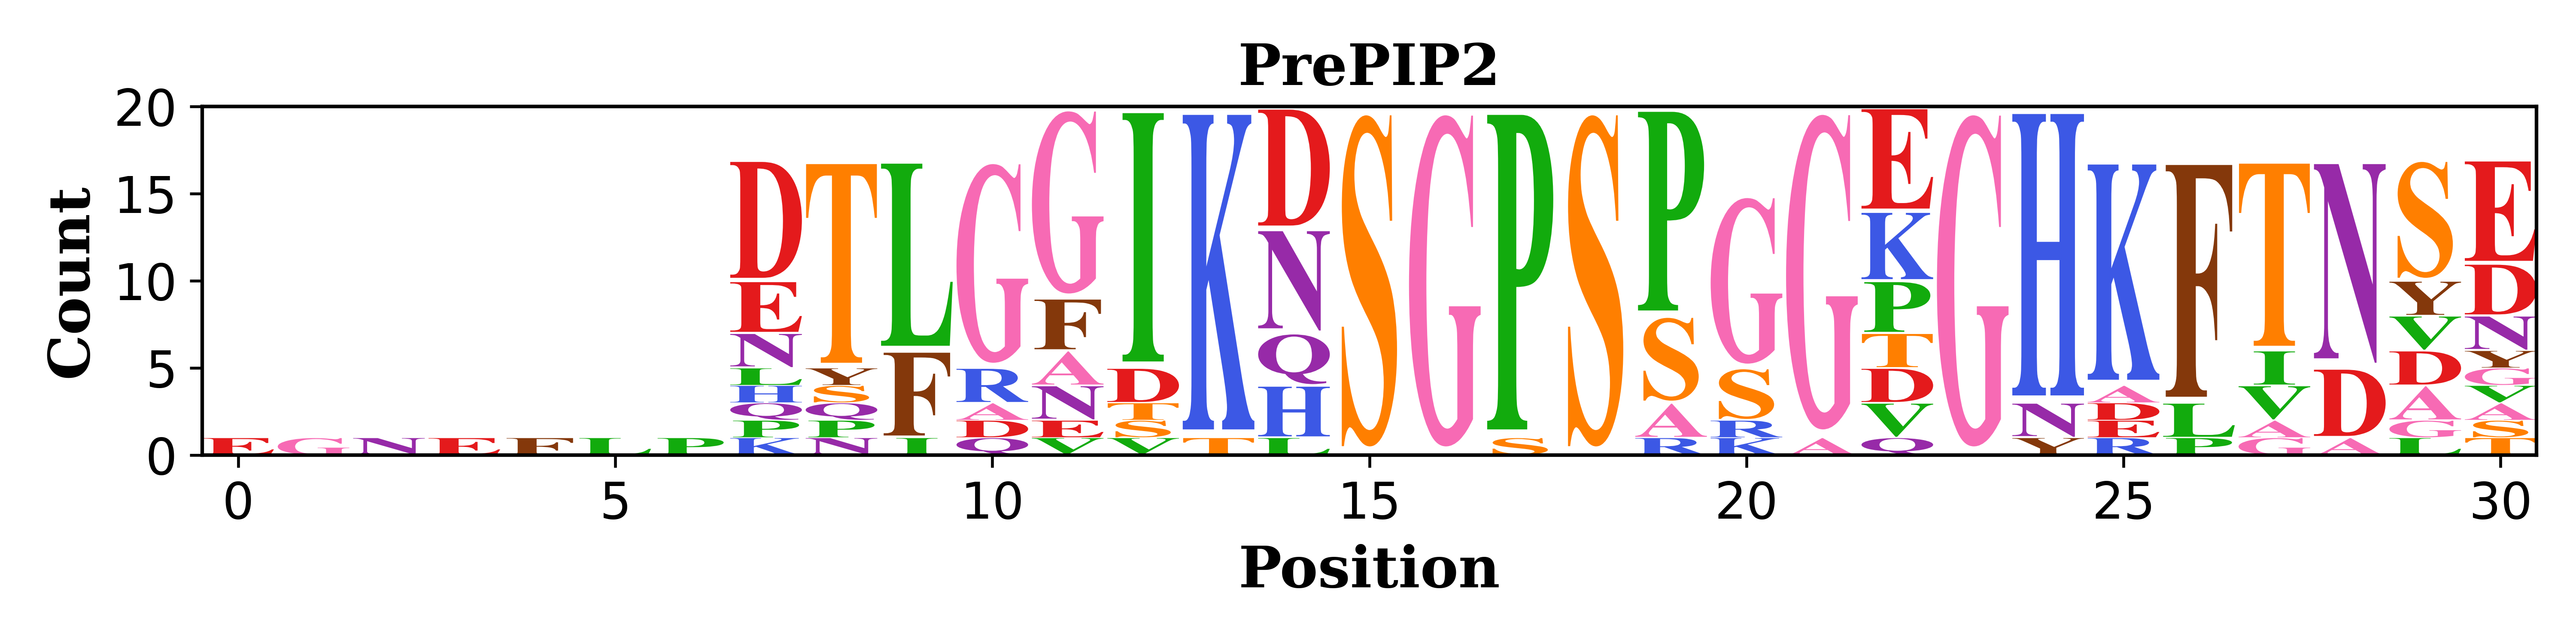 PrePIP2
Count
20
15
10
5
0
D T L G G I K D S G P S P G G E G H K F T N S E
E Y F R F D T N S S S A K N A L I D Y D
N S I A A T Q A R P Y D P V A V N
L Q D N S H R K T E A D Y
H P Q E V L D R G A G
Q N V V G V
P Q L A
K S
T
E G N E F L P
0 5 10 15 20 25 30
Position